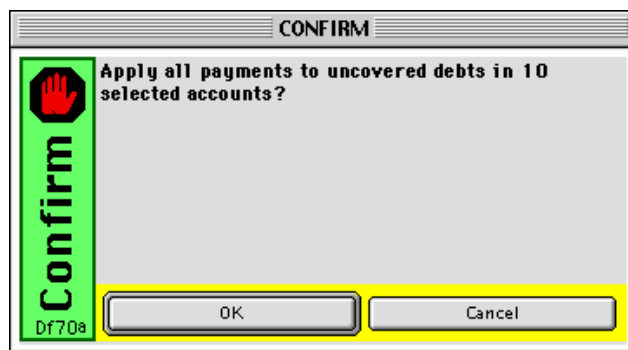 CONFIRM
Apply all payments to uncovered debts in 10
selected accounts?
Confirm
Df70a
OK
Cancel